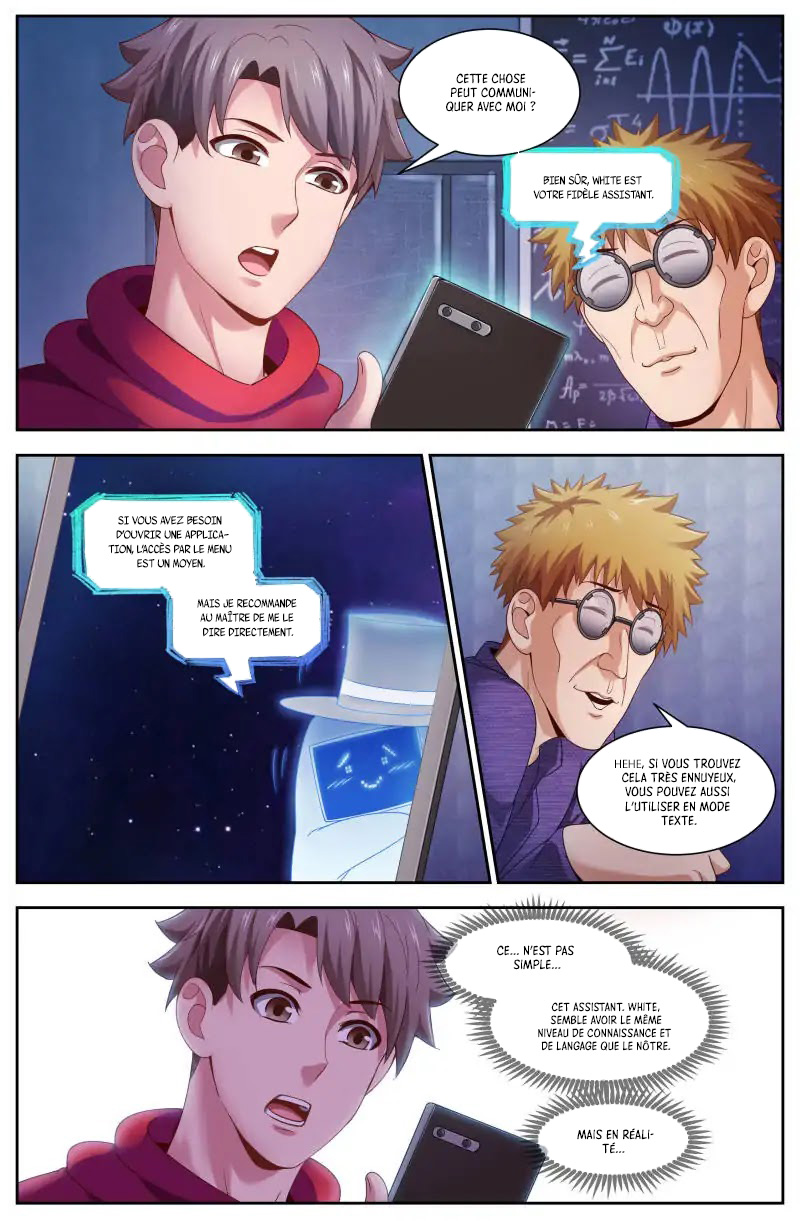 CETTE CHOSE
PEUT COMMUNI-
QUER AVEC MOI ?
BIEN SÛR, WHITE EST
VOTRE FIDÈLE ASSISTANT.
SI VOUS AVEZ BESOIN
D'OUVRIR UNE APPLICA-
TION, L'ACCÈS PAR LE MENU
EST UN MOYEN.
MAIS JE RECOMMANDE
AU MAÎTRE DE ME LE
DIRE DIRECTEMENT.
HEHE, SI VOUS TROUVEZ
CELA TRÈS ENNUYEUX,
VOUS POUVEZ AUSSI
L'UTILISER EN MODE
TEXTE.
CE... N'EST PAS
SIMPLE...
CET ASSISTANT. WHITE,
SEMBLE AVOIR LE MÊME
NIVEAU DE CONNAISSANCE ET
DE LANGAGE QUE LE NÔTRE.
MAIS EN RÉALI-
TÉ...